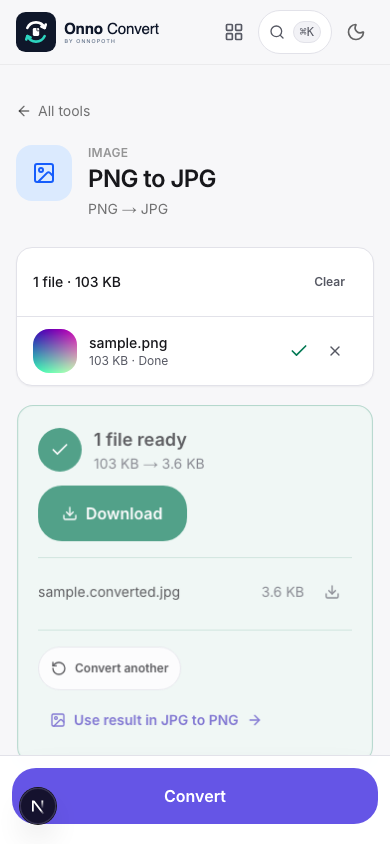 Onno Convert
BY ONNOPOTH
⌘K
← All tools
IMAGE
PNG to JPG
PNG → JPG
1 file · 103 KB
Clear
sample.png
103 KB · Done
1 file ready
103 KB → 3.6 KB
Download
sample.converted.jpg
3.6 KB
Convert another
Use result in JPG to PNG →
Convert
N